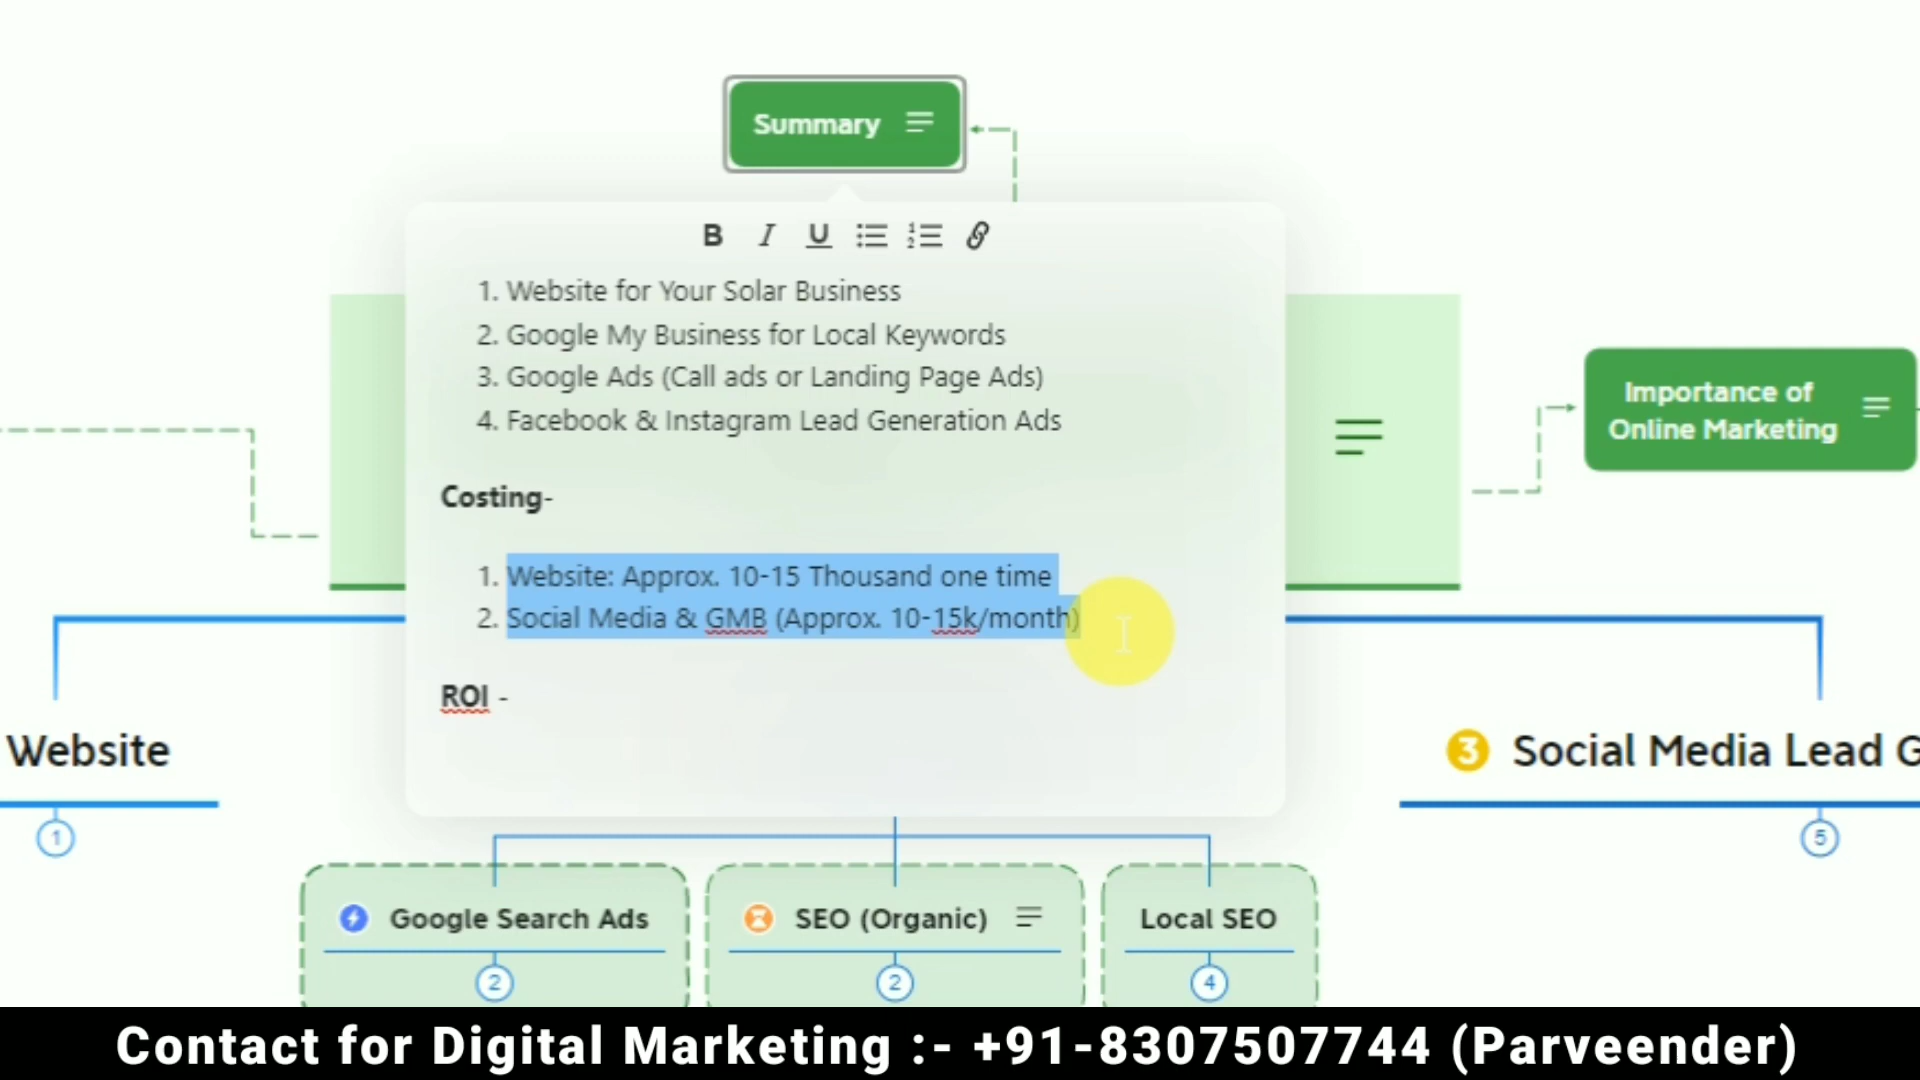 Summary
B I U
1. Website for Your Solar Business
2. Google My Business for Local Keywords
3. Google Ads (Call ads or Landing Page Ads)
4. Facebook & Instagram Lead Generation Ads
Costing-
1. Website: Approx. 10-15 Thousand one time
2. Social Media & GMB (Approx. 10-15k/month)
ROI -
Importance of
Online Marketing
Website
1
3 Social Media Lead G
5
Google Search Ads
2
SEO (Organic)
2
Local SEO
4
Contact for Digital Marketing :- +91-8307507744 (Parveender)